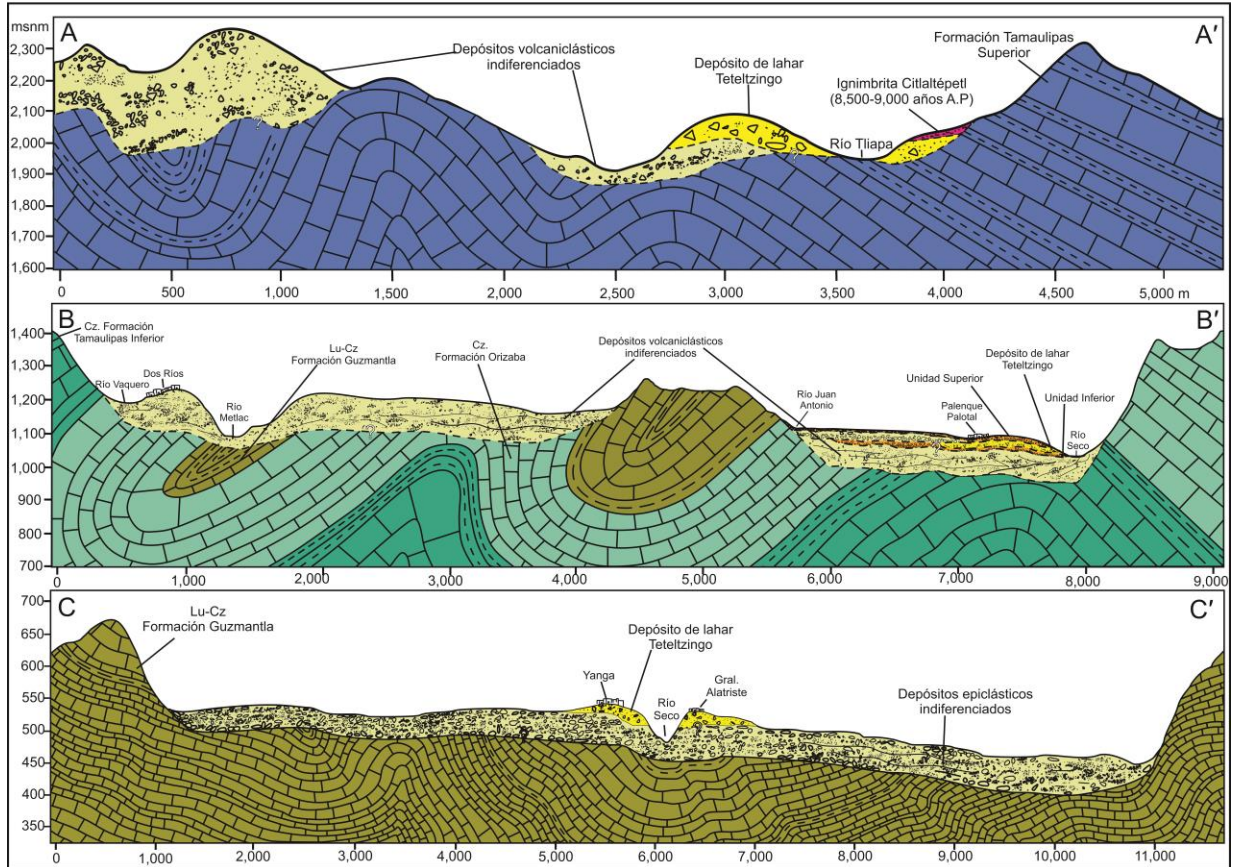 msnm
A
A'
2,300
2,200
2,100
2,000
1,900
1,800
1,700
1,600
Depósitos volcaniclásticos
indiferenciados
Depósito de lahar
Teteltzingo
Formación Tamaulipas
Superior
Ignimbrita Citlaltépetl
(8,500-9,000 años A.P)
Río Tliapa
0
500
1,000
1,500
2,000
2,500
3,000
3,500
4,000
4,500
5,000 m
B
B'
1,400
1,300
1,200
1,100
1,000
900
800
700
Cz. Formación
Tamaulipas Inferior
Río Vaquero
Dos Ríos
Río
Metlac
Lu-Cz
Formación Guzmantla
Cz.
Formación Orizaba
Depósitos volcaniclásticos
indiferenciados
Río Juan
Antonio
Unidad Superior
Palenque
Palotal
Depósito de lahar
Teteltzingo
Unidad Inferior
Río
Seco
0
1,000
2,000
3,000
4,000
5,000
6,000
7,000
8,000
9,000
C
C'
700
650
600
550
500
450
400
350
Lu-Cz
Formación Guzmantla
Depósito de lahar
Teteltzingo
Yanga
Río
Seco
Gral.
Alatriste
Depósitos epiclásticos
indiferenciados
0
1,000
2,000
3,000
4,000
5,000
6,000
7,000
8,000
9,000
10,000
11,000